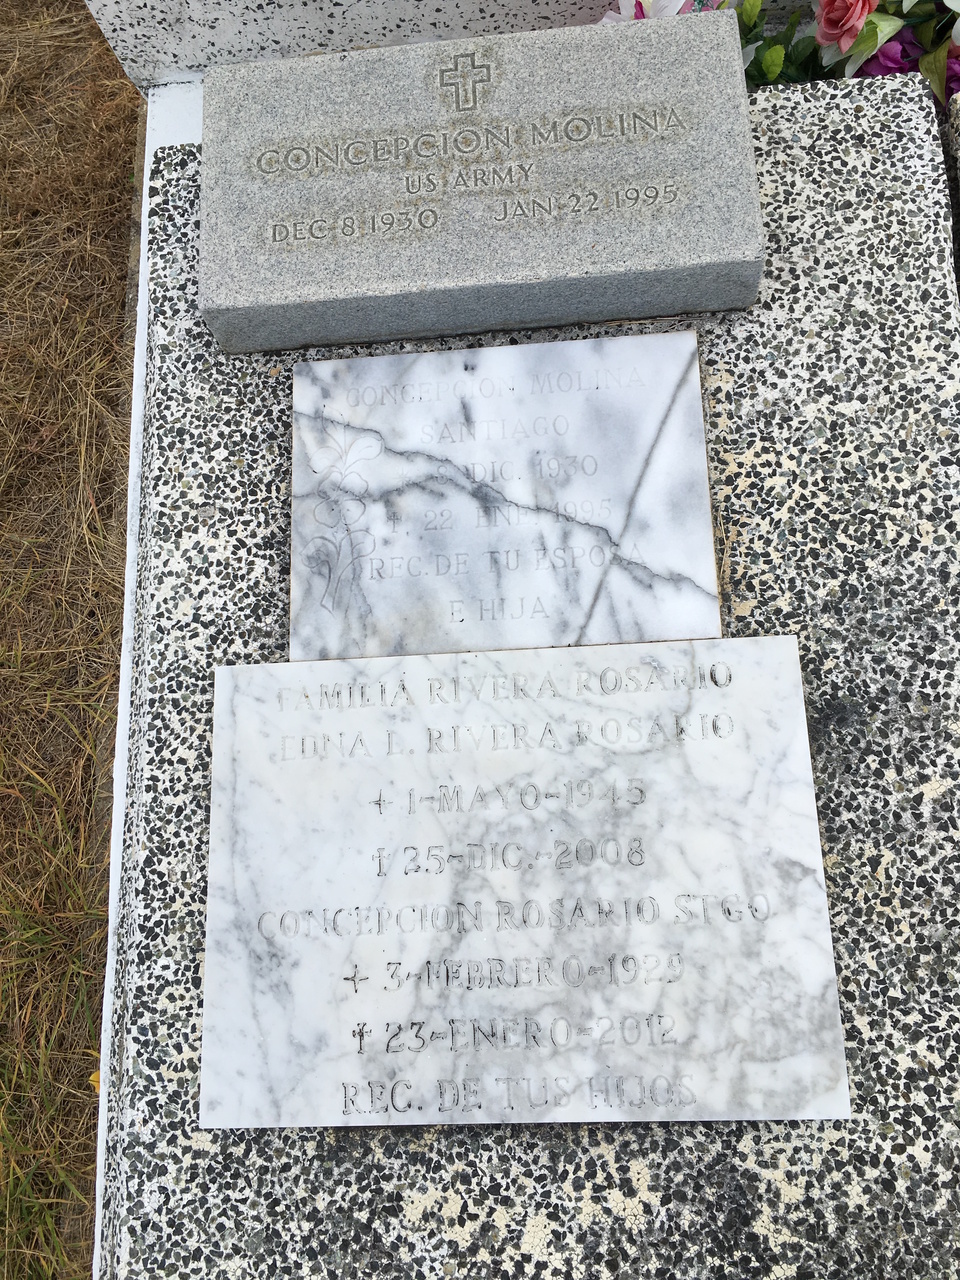 CONCEPCION MOLINA
US ARMY
DEC 8 1930 JAN 22 1995
CONCEPCION MOLINA
SANTIAGO
8 DIC. 1930
✝ 22 ENE. 1995
REC. DE TU ESPOSA
E HIJA
FAMILIA RIVERA ROSARIO
EDNA L. RIVERA ROSARIO
+ 1-MAYO-1945
✝ 25-DIC.-2008
CONCEPCION ROSARIO STGO
+ 3-FEBRERO-1929
✝ 23-ENERO-2012
REC. DE TUS HIJOS